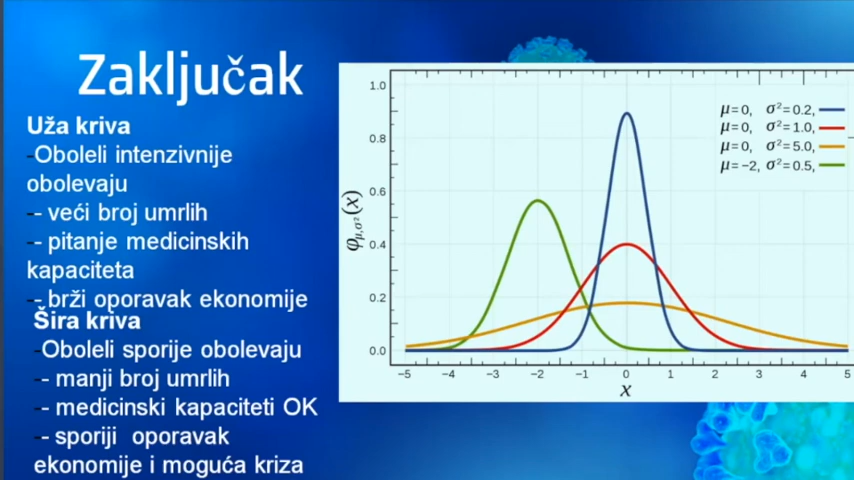 Zaključak
Uža kriva
-Oboleli intenzivnije
obolevaju
-- veći broj umrlih
-- pitanje medicinskih
kapaciteta
-- brži oporavak ekonomije
Šira kriva
-Oboleli sporije obolevaju
-- manji broj umrlih
-- medicinski kapaciteti OK
-- sporiji oporavak
ekonomije i moguća kriza
φμ,σ²(x)
1.0
0.8
0.6
0.4
0.2
0.0
μ=0, σ²=0.2,
μ=0, σ²=1.0,
μ=0, σ²=5.0,
μ=−2, σ²=0.5,
−5 −4 −3 −2 −1 0 1 2 3 4 5
x